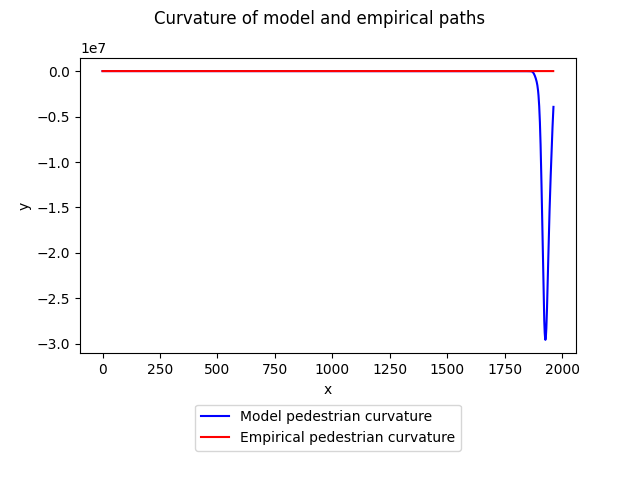 Curvature of model and empirical paths
1e7
0.0
−0.5
−1.0
−1.5
−2.0
−2.5
−3.0
y
0 250 500 750 1000 1250 1500 1750 2000
x
Model pedestrian curvature
Empirical pedestrian curvature